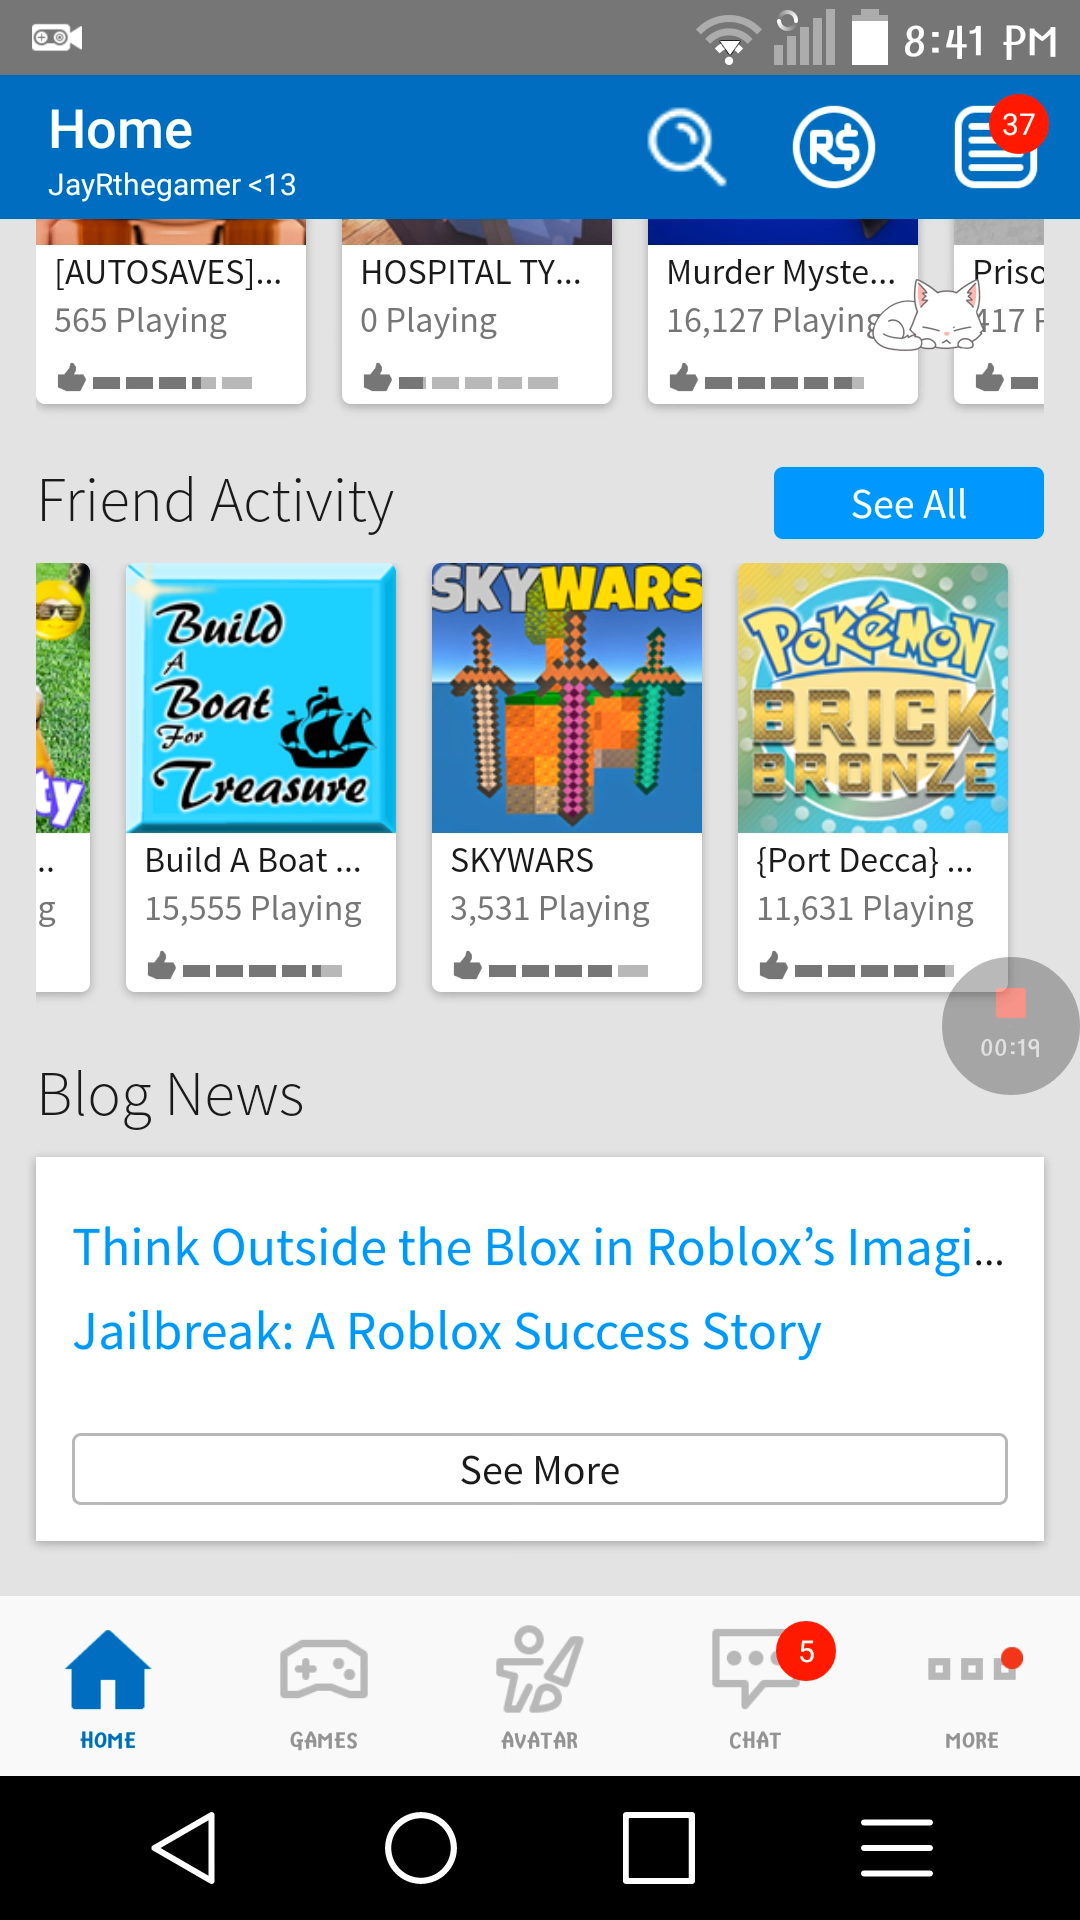 8:41 PM
Home
JayRthegamer <13
R$
37
[AUTOSAVES]...
HOSPITAL TY...
Murder Myste...
Priso
565 Playing
0 Playing
16,127 Playing
417 P
Friend Activity
See All
ty
Build
A
Boat
For
Treasure
SKYWARS
POKéMON
BRICK
BRONZE
..
Build A Boat ...
SKYWARS
{Port Decca} ...
g
15,555 Playing
3,531 Playing
11,631 Playing
00:19
Blog News
Think Outside the Blox in Roblox’s Imagi...
Jailbreak: A Roblox Success Story
See More
5
HOME
GAMES
AVATAR
CHAT
MORE